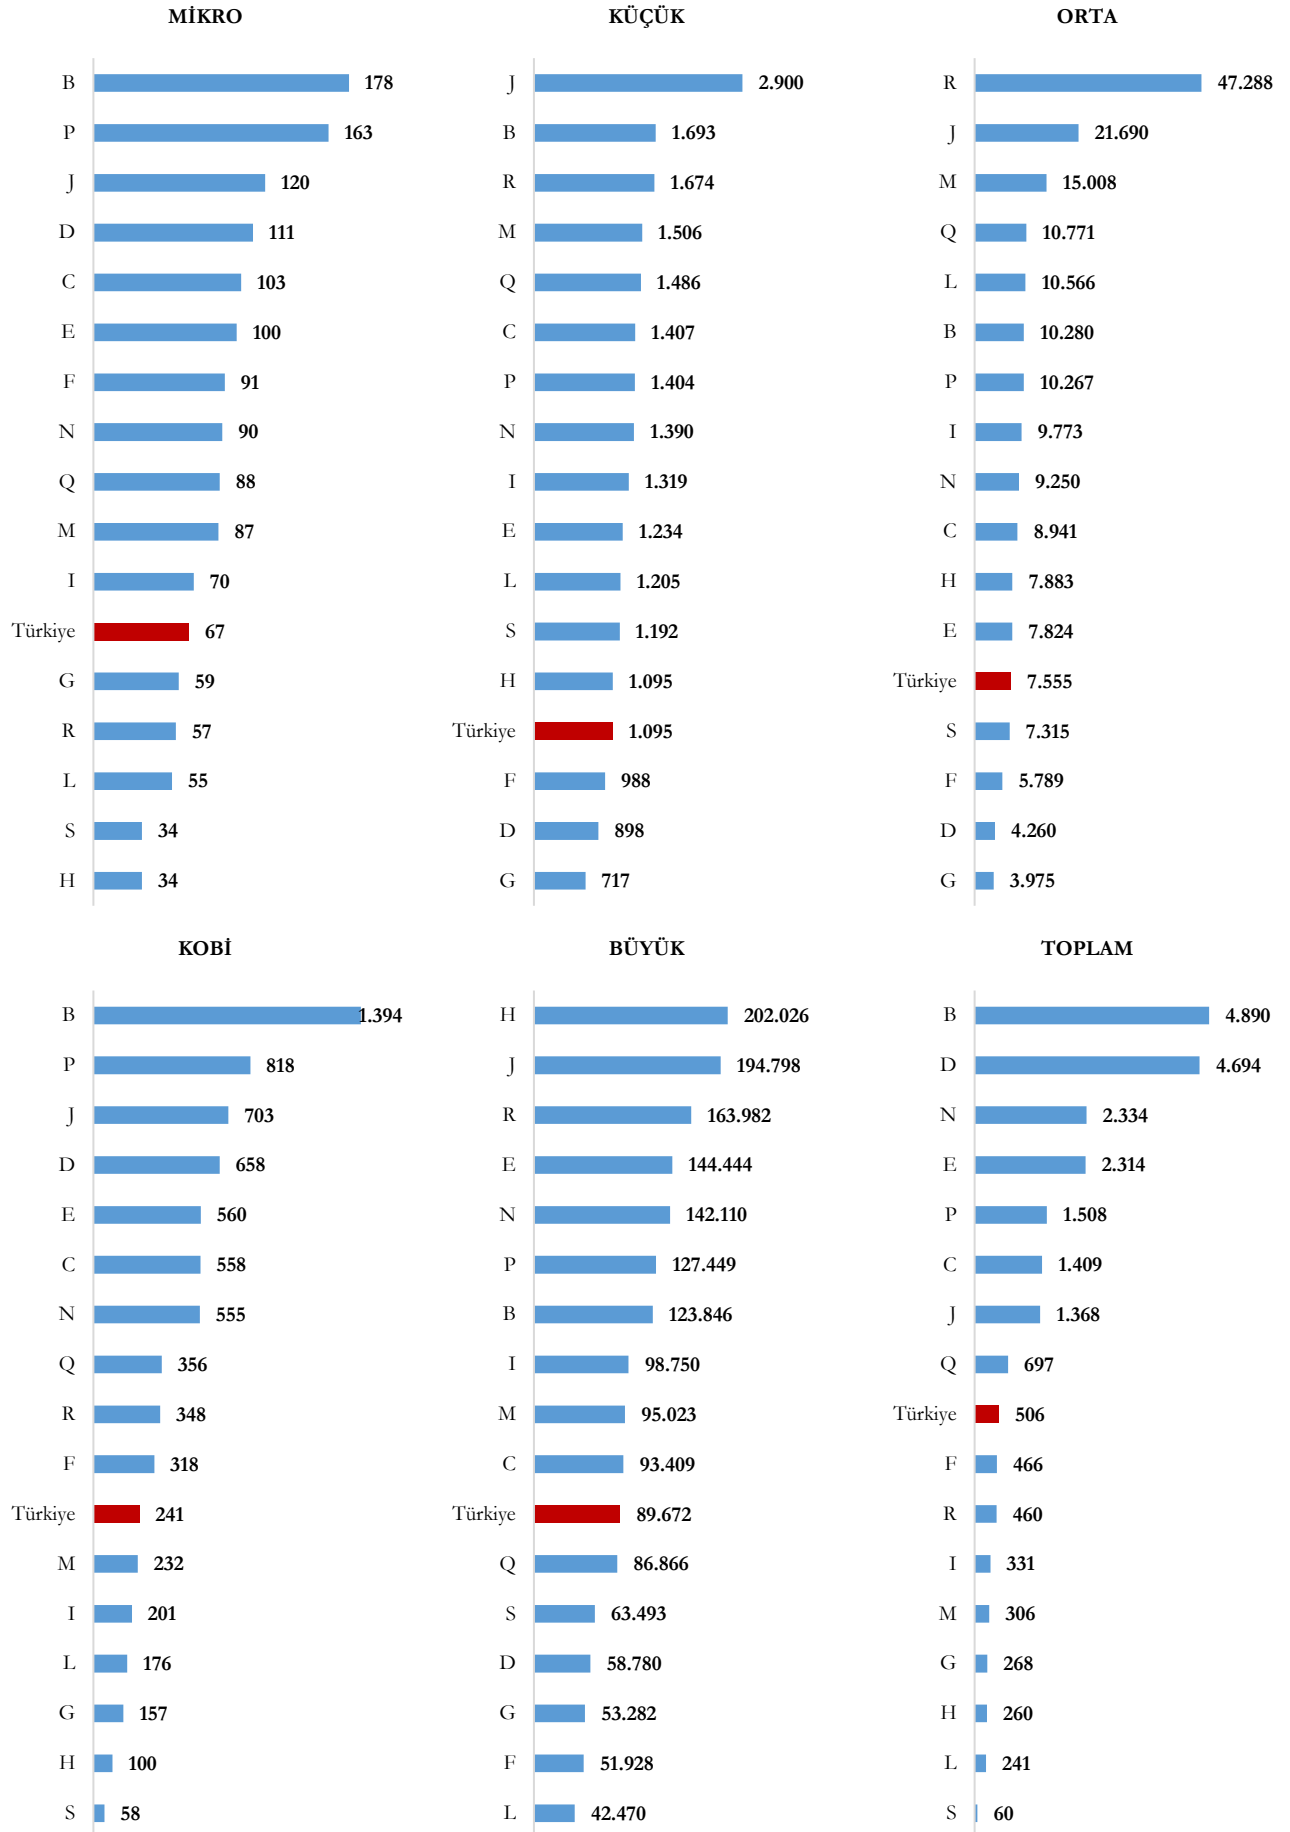 MİKRO
B 178
P 163
J 120
D 111
C 103
E 100
F 91
N 90
Q 88
M 87
I 70
Türkiye 67
G 59
R 57
L 55
S 34
H 34
KÜÇÜK
J 2.900
B 1.693
R 1.674
M 1.506
Q 1.486
C 1.407
P 1.404
N 1.390
I 1.319
E 1.234
L 1.205
S 1.192
H 1.095
Türkiye 1.095
F 988
D 898
G 717
ORTA
R 47.288
J 21.690
M 15.008
Q 10.771
L 10.566
B 10.280
P 10.267
I 9.773
N 9.250
C 8.941
H 7.883
E 7.824
Türkiye 7.555
S 7.315
F 5.789
D 4.260
G 3.975
KOBİ
B 1.394
P 818
J 703
D 658
E 560
C 558
N 555
Q 356
R 348
F 318
Türkiye 241
M 232
I 201
L 176
G 157
H 100
S 58
BÜYÜK
H 202.026
J 194.798
R 163.982
E 144.444
N 142.110
P 127.449
B 123.846
I 98.750
M 95.023
C 93.409
Türkiye 89.672
Q 86.866
S 63.493
D 58.780
G 53.282
F 51.928
L 42.470
TOPLAM
B 4.890
D 4.694
N 2.334
E 2.314
P 1.508
C 1.409
J 1.368
Q 697
Türkiye 506
F 466
R 460
I 331
M 306
G 268
H 260
L 241
S 60